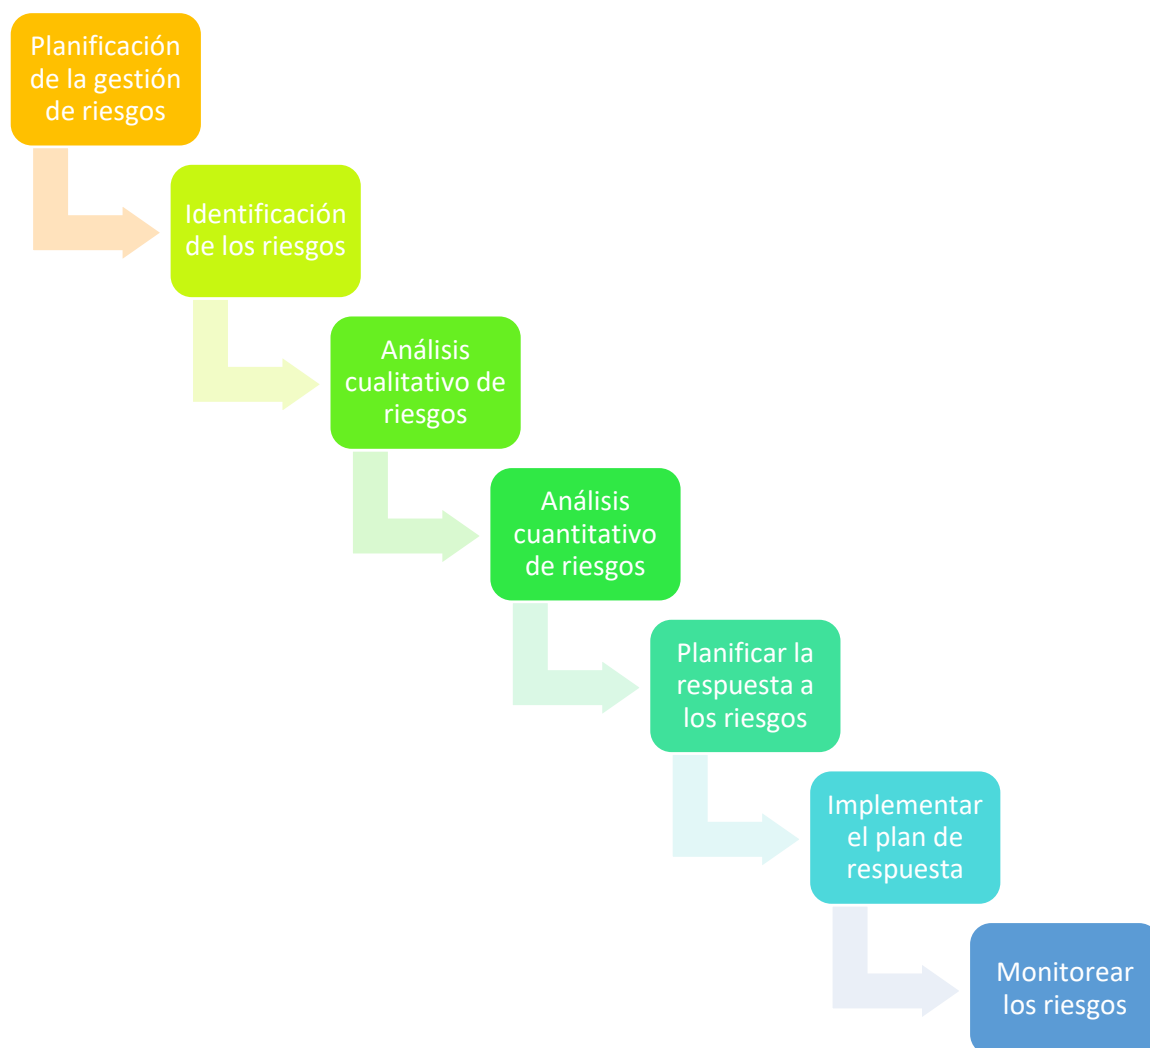 Planificación
de la gestión
de riesgos
Identificación
de los riesgos
Análisis
cualitativo de
riesgos
Análisis
cuantitativo
de riesgos
Planificar la
respuesta a
los riesgos
Implementar
el plan de
respuesta
Monitorear
los riesgos